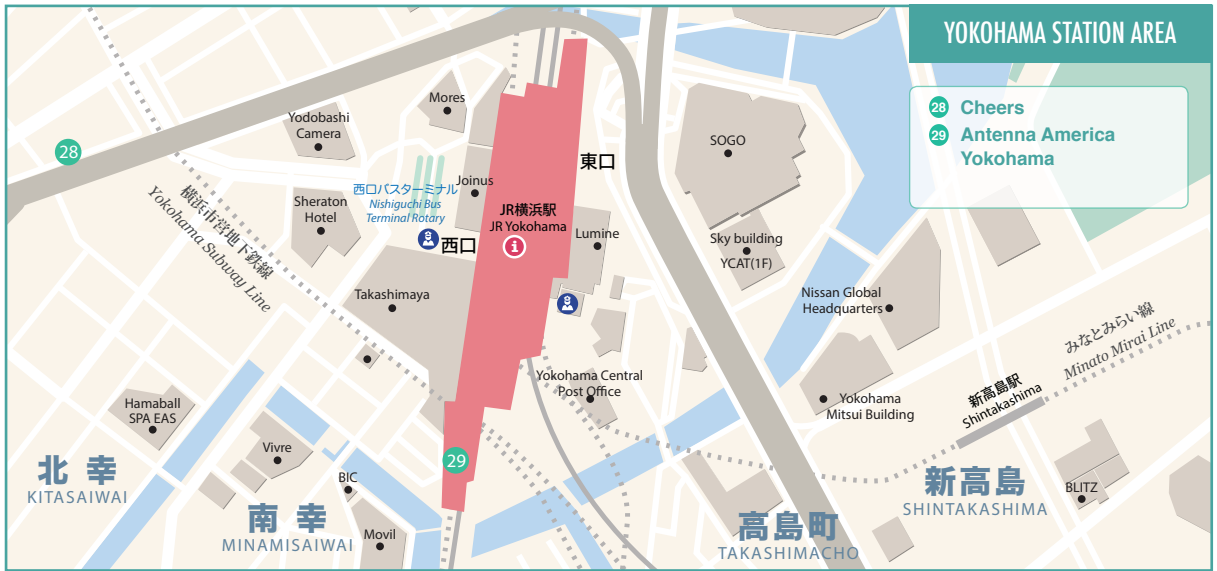 YOKOHAMA STATION AREA
28 Cheers
29 Antenna America
Yokohama
28
Yodobashi
Camera
Mores
SOGO
東口
横浜市営地下鉄線
Yokohama Subway Line
西口バスターミナル
Nishiguchi Bus
Terminal Rotary
Joinus
Sheraton
Hotel
JR横浜駅
JR Yokohama
i
西口
Lumine
Sky building
YCAT(1F)
Takashimaya
Nissan Global
Headquarters
みなとみらい線
Minato Mirai Line
Yokohama Central
Post Office
Yokohama
Mitsui Building
新高島駅
Shintakashima
Hamaball
SPA EAS
Vivre
29
BIC
北幸
KITASAIWAI
南幸
MINAMISAIWAI
Movil
高島町
TAKASHIMACHO
新高島
SHINTAKASHIMA
BLITZ